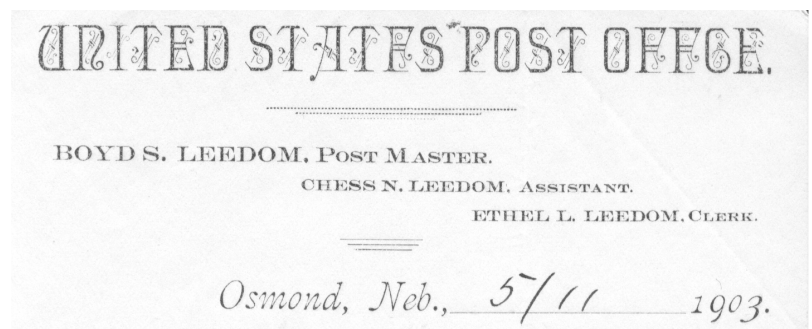 UNITED STATES POST OFFICE.
BOYD S. LEEDOM, POST MASTER.
CHESS N. LEEDOM, ASSISTANT.
ETHEL L. LEEDOM, CLERK.
Osmond, Neb., 5/11 1903.